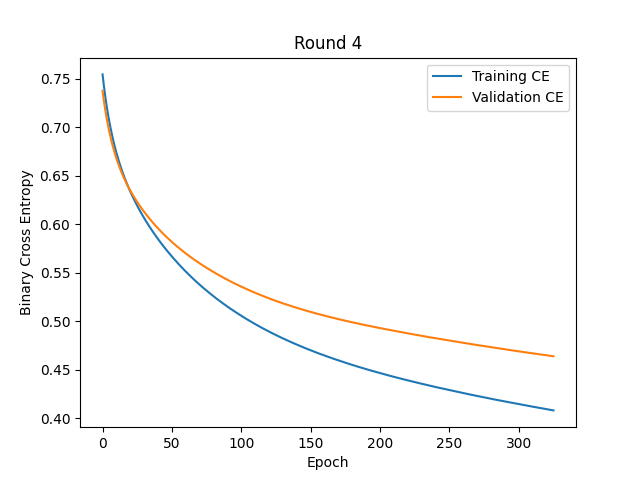 Round 4
Training CE
Validation CE
0.75
0.70
0.65
0.60
0.55
0.50
0.45
0.40
Binary Cross Entropy
0 50 100 150 200 250 300
Epoch